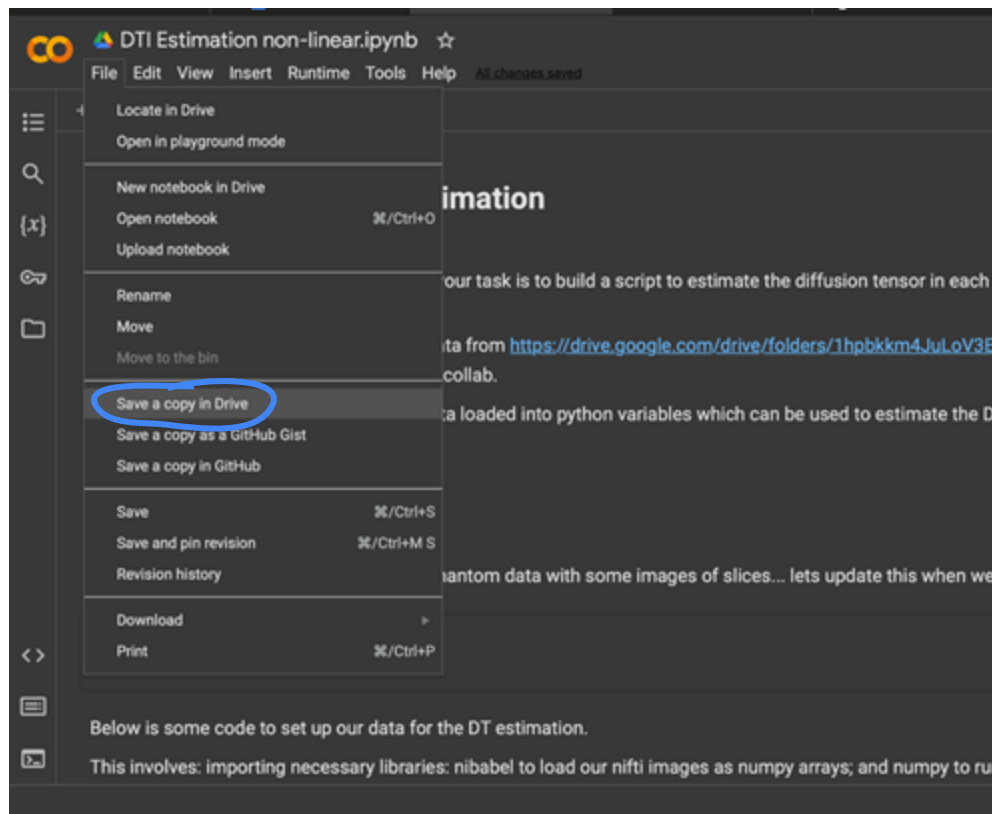 DTI Estimation non-linear.ipynb
File Edit View Insert Runtime Tools Help All changes saved
Locate in Drive
Open in playground mode
New notebook in Drive
imation
Open notebook ⌘/Ctrl+O
Upload notebook
our task is to build a script to estimate the diffusion tensor in each
Rename
Move
ta from https://drive.google.com/drive/folders/1hpbkkm4JuLoV3E
Move to the bin
collab.
Save a copy in Drive
ta loaded into python variables which can be used to estimate the D
Save a copy as a GitHub Gist
Save a copy in GitHub
Save ⌘/Ctrl+S
Save and pin revision ⌘/Ctrl+M S
Revision history
antom data with some images of slices... lets update this when we
Download
Print ⌘/Ctrl+P
Below is some code to set up our data for the DT estimation.
This involves: importing necessary libraries: nibabel to load our nifti images as numpy arrays; and numpy to ru